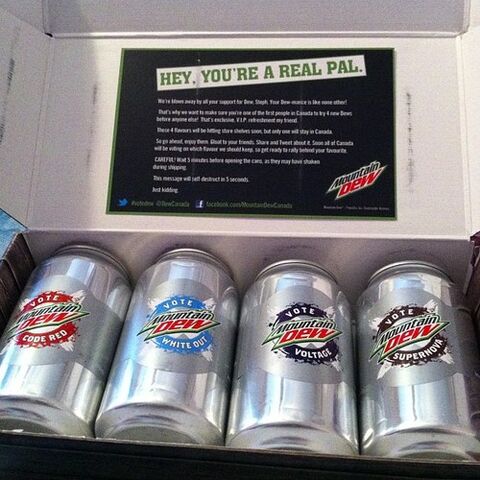 HEY, YOU'RE A REAL PAL.
We're blown away by all your support for Dew, Steph. Your Dew-mance is like none other!
That's why we want to make sure you're one of the first people in Canada to try 4 new Dews
before anyone else! That's exclusive, V.I.P. refreshment my friend.
These 4 flavours will be hitting store shelves soon, but only one will stay in Canada.
So go ahead, enjoy them. Gloat to your friends. Share and Tweet about it. Soon all of Canada
will be voting on which flavour we should keep, so get ready to rally behind your favourite.
CAREFUL! Wait 5 minutes before opening the cans, as they may have shaken
during shipping.
This message will self-destruct in 5 seconds.
Just kidding.
Mountain
DEW
#votedew @DewCanada facebook.com/MountainDewCanada
VOTE
Mountain
DEW
CODE RED
VOTE
Mountain
DEW
WHITE OUT
VOTE
Mountain
DEW
VOLTAGE
VOTE
Mountain
DEW
SUPERNOVA